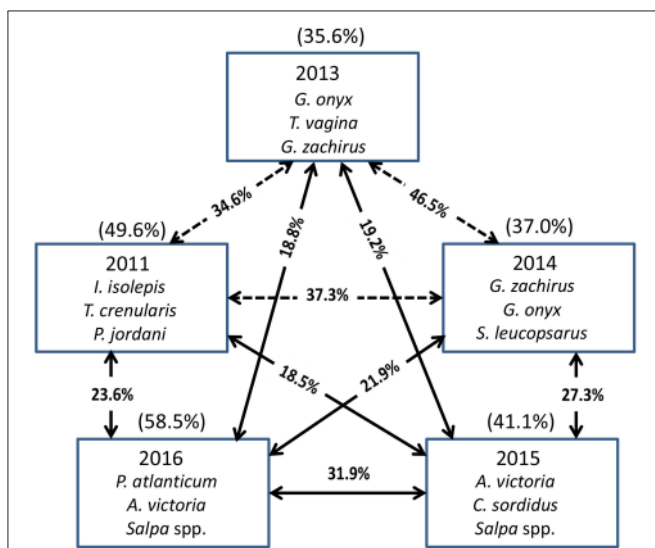 (35.6%)
2013
G. onyx
T. vagina
G. zachirus
34.6%
46.5%
18.8%
19.2%
(49.6%)
2011
I. isolepis
T. crenularis
P. jordani
(37.0%)
2014
G. zachirus
G. onyx
S. leucopsarus
37.3%
23.6%
18.5%
21.9%
27.3%
(58.5%)
2016
P. atlanticum
A. victoria
Salpa spp.
31.9%
(41.1%)
2015
A. victoria
C. sordidus
Salpa spp.